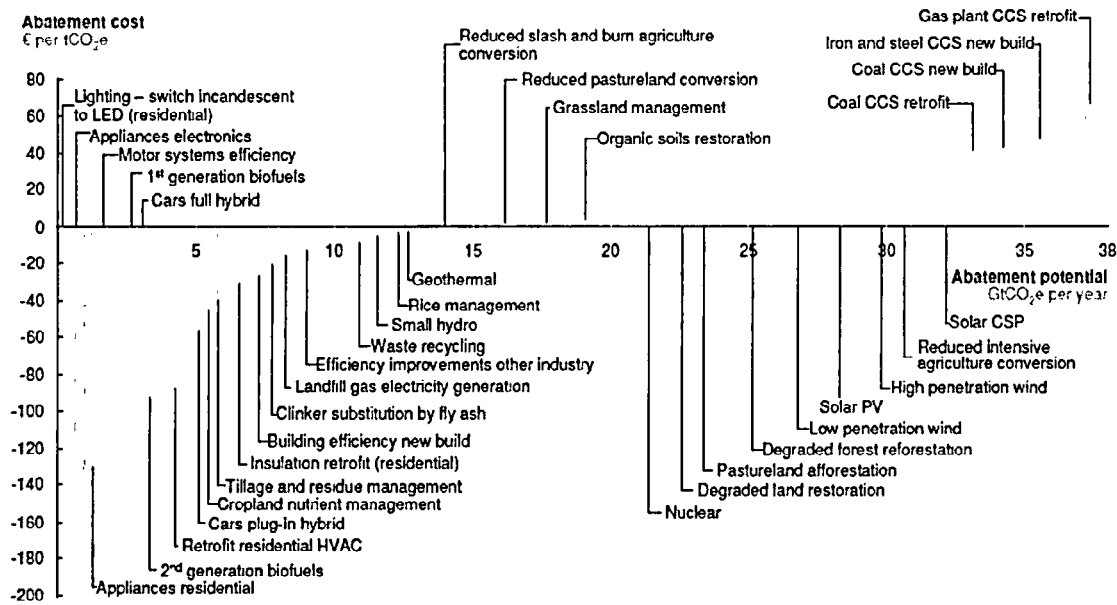 Abatement cost
€ per tCO₂e
Gas plant CCS retrofit
Reduced slash and burn agriculture
conversion
Iron and steel CCS new build
Coal CCS new build
Reduced pastureland conversion
Coal CCS retrofit
Grassland management
Organic soils restoration
80
60
40
20
0
-20
-40
-60
-80
-100
-120
-140
-160
-180
-200
Lighting – switch incandescent
to LED (residential)
Appliances electronics
Motor systems efficiency
1st generation biofuels
Cars full hybrid
5
10
15
20
25
30
35
38
Abatement potential
GtCO₂e per year
Geothermal
Rice management
Small hydro
Waste recycling
Efficiency improvements other industry
Landfill gas electricity generation
Clinker substitution by fly ash
Building efficiency new build
Insulation retrofit (residential)
Tillage and residue management
Cropland nutrient management
Cars plug-in hybrid
Retrofit residential HVAC
2nd generation biofuels
Appliances residential
Solar CSP
Reduced intensive
agriculture conversion
High penetration wind
Solar PV
Low penetration wind
Degraded forest reforestation
Pastureland afforestation
Degraded land restoration
Nuclear